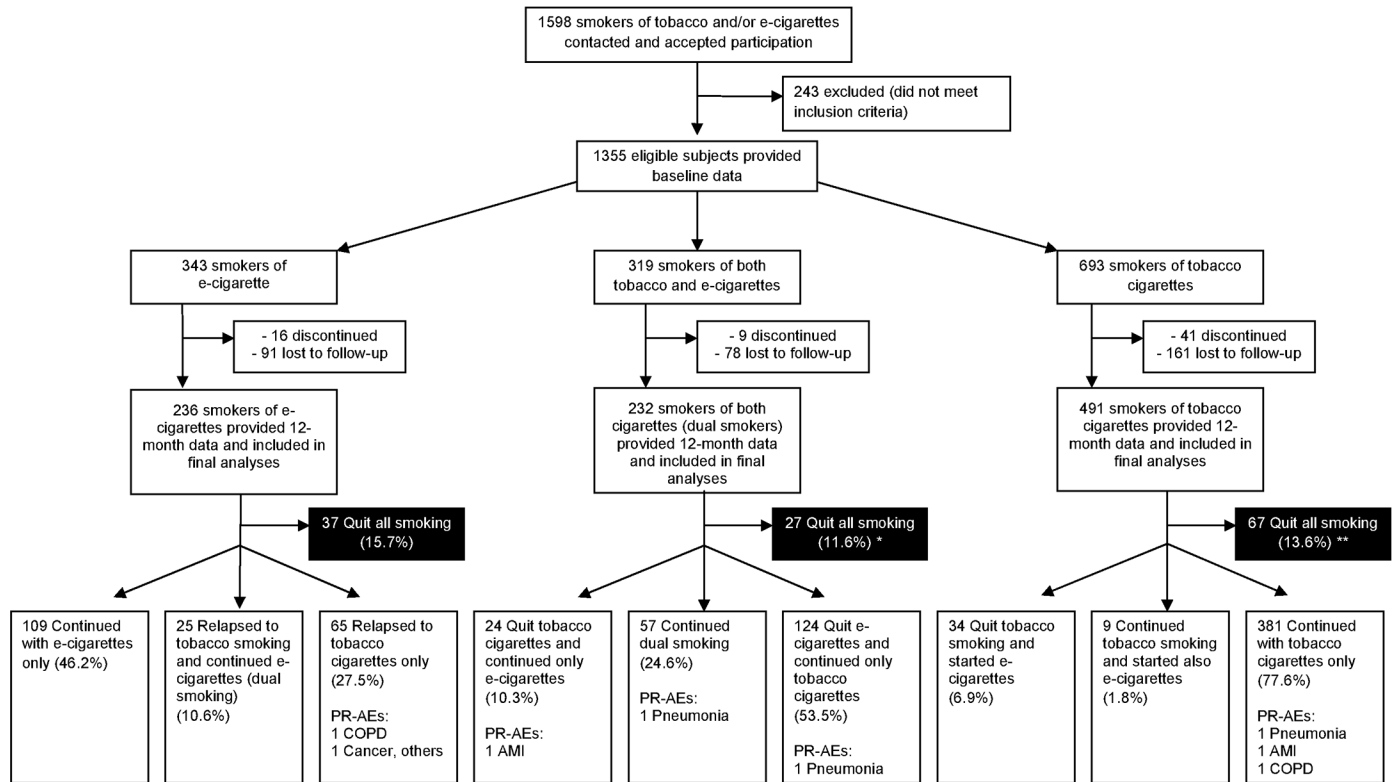 1598 smokers of tobacco and/or e-cigarettes
contacted and accepted participation
243 excluded (did not meet
inclusion criteria)
1355 eligible subjects provided
baseline data
343 smokers of
e-cigarette
319 smokers of both
tobacco and e-cigarettes
693 smokers of tobacco
cigarettes
- 16 discontinued
- 91 lost to follow-up
- 9 discontinued
- 78 lost to follow-up
- 41 discontinued
- 161 lost to follow-up
236 smokers of e-
cigarettes provided 12-
month data and included in
final analyses
232 smokers of both
cigarettes (dual smokers)
provided 12-month data
and included in final
analyses
491 smokers of tobacco
cigarettes provided 12-
month data and included in
final analyses
37 Quit all smoking
(15.7%)
27 Quit all smoking
(11.6%) *
67 Quit all smoking
(13.6%) **
109 Continued
with e-cigarettes
only (46.2%)
25 Relapsed to
tobacco smoking
and continued e-
cigarettes (dual
smoking)
(10.6%)
65 Relapsed to
tobacco
cigarettes only
(27.5%)
PR-AEs:
1 COPD
1 Cancer, others
24 Quit tobacco
cigarettes and
continued only
e-cigarettes
(10.3%)
PR-AEs:
1 AMI
57 Continued
dual smoking
(24.6%)
PR-AEs:
1 Pneumonia
124 Quit e-
cigarettes and
continued only
tobacco
cigarettes
(53.5%)
PR-AEs:
1 Pneumonia
34 Quit tobacco
smoking and
started e-
cigarettes
(6.9%)
9 Continued
tobacco smoking
and started also
e-cigarettes
(1.8%)
381 Continued
with tobacco
cigarettes only
(77.6%)
PR-AEs:
1 Pneumonia
1 AMI
1 COPD